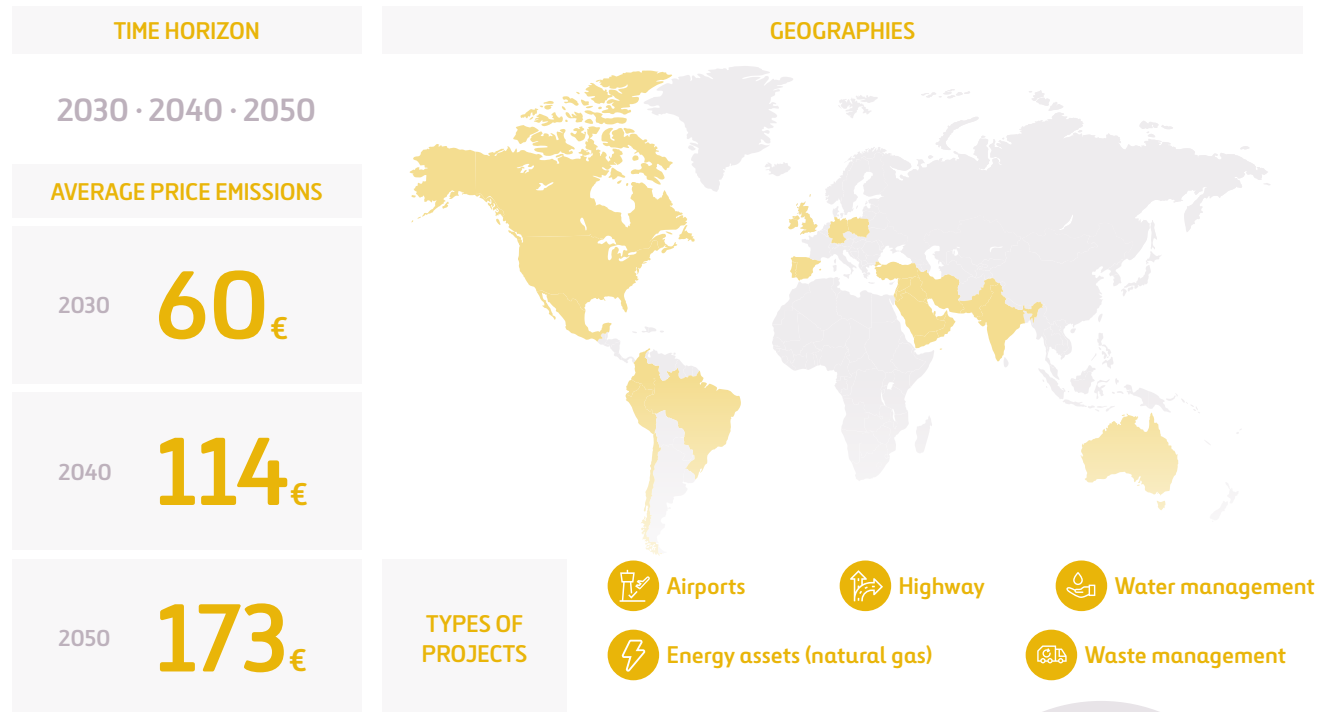 TIME HORIZON
2030 · 2040 · 2050
AVERAGE PRICE EMISSIONS
2030
60€
2040
114€
2050
173€
GEOGRAPHIES
TYPES OF
PROJECTS
Airports
Highway
Water management
Energy assets (natural gas)
Waste management